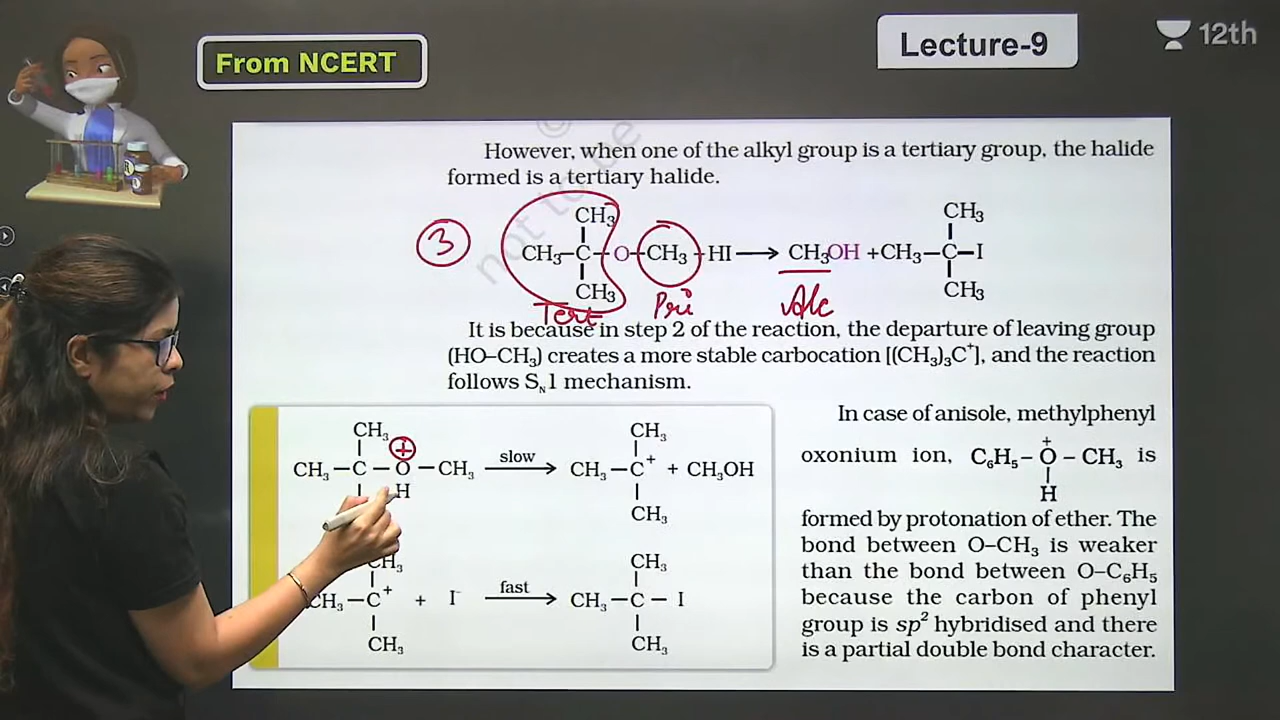 From NCERT
Lecture-9
12th
However, when one of the alkyl group is a tertiary group, the halide
formed is a tertiary halide.
CH₃ CH₃
③ CH₃–C–O–CH₃+HI⟶CH₃OH +CH₃–C–I
CH₃ CH₃
Tert Pri Alc
It is because in step 2 of the reaction, the departure of leaving group
(HO–CH₃) creates a more stable carbocation [(CH₃)₃C⁺], and the reaction
follows SN1 mechanism.
CH₃ CH₃
CH₃–C–O–CH₃ slow⟶ CH₃–C⁺ + CH₃OH
⊕
H
CH₃
CH₃ CH₃
CH₃–C⁺ + I⁻ fast⟶ CH₃–C–I
CH₃ CH₃
In case of anisole, methylphenyl
oxonium ion, C₆H₅–O⁺–CH₃ is
H
formed by protonation of ether. The
bond between O–CH₃ is weaker
than the bond between O–C₆H₅
because the carbon of phenyl
group is sp² hybridised and there
is a partial double bond character.